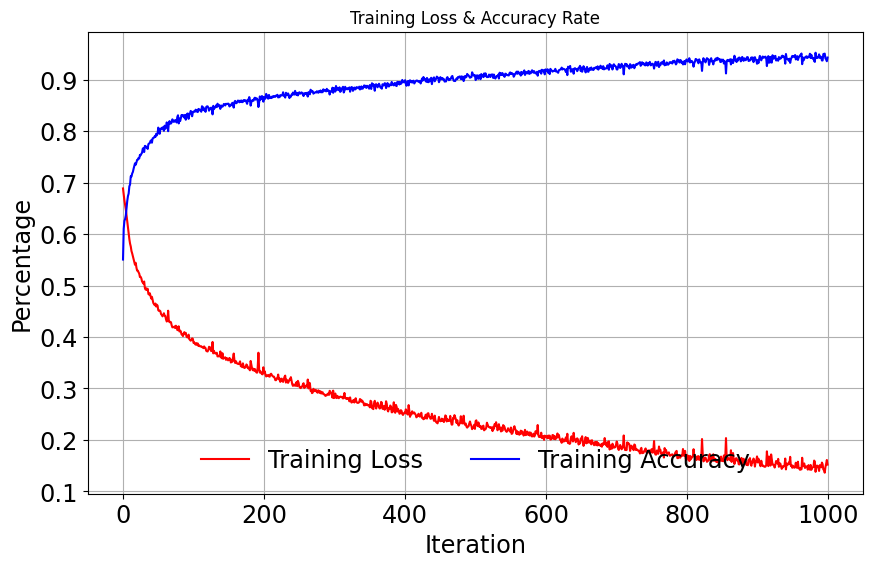 Training Loss & Accuracy Rate
Percentage
0.9
0.8
0.7
0.6
0.5
0.4
0.3
0.2
0.1
Training Loss Training Accuracy
0 200 400 600 800 1000
Iteration